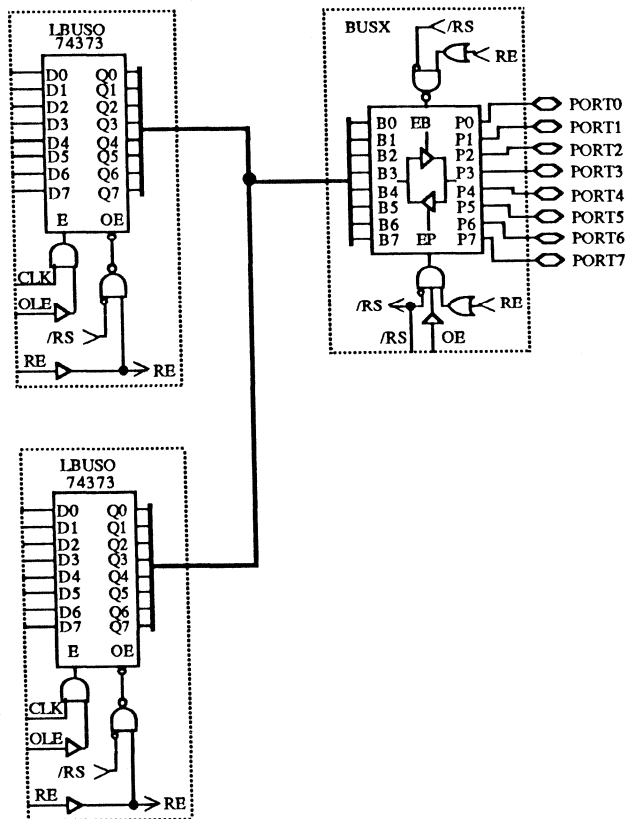 LBUSO
74373
D0 Q0
D1 Q1
D2 Q2
D3 Q3
D4 Q4
D5 Q5
D6 Q6
D7 Q7
E OE
CLK
OLE
/RS
RE RE
BUSX
/RS
RE
B0 EB P0
B1 P1
B2 P2
B3 P3
B4 P4
B5 P5
B6 P6
B7 EP P7
PORT0
PORT1
PORT2
PORT3
PORT4
PORT5
PORT6
PORT7
/RS RE
/RS OE
LBUSO
74373
D0 Q0
D1 Q1
D2 Q2
D3 Q3
D4 Q4
D5 Q5
D6 Q6
D7 Q7
E OE
CLK
OLE
/RS
RE RE